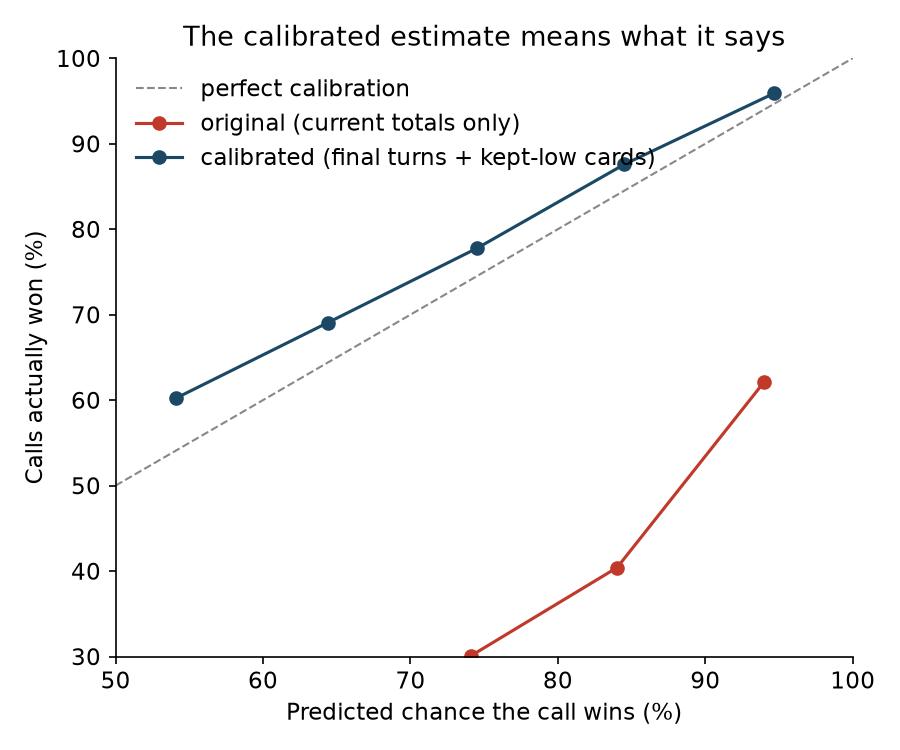 The calibrated estimate means what it says
100
90
80
70
60
50
40
30
Calls actually won (%)
perfect calibration
original (current totals only)
calibrated (final turns + kept-low cards)
50
60
70
80
90
100
Predicted chance the call wins (%)